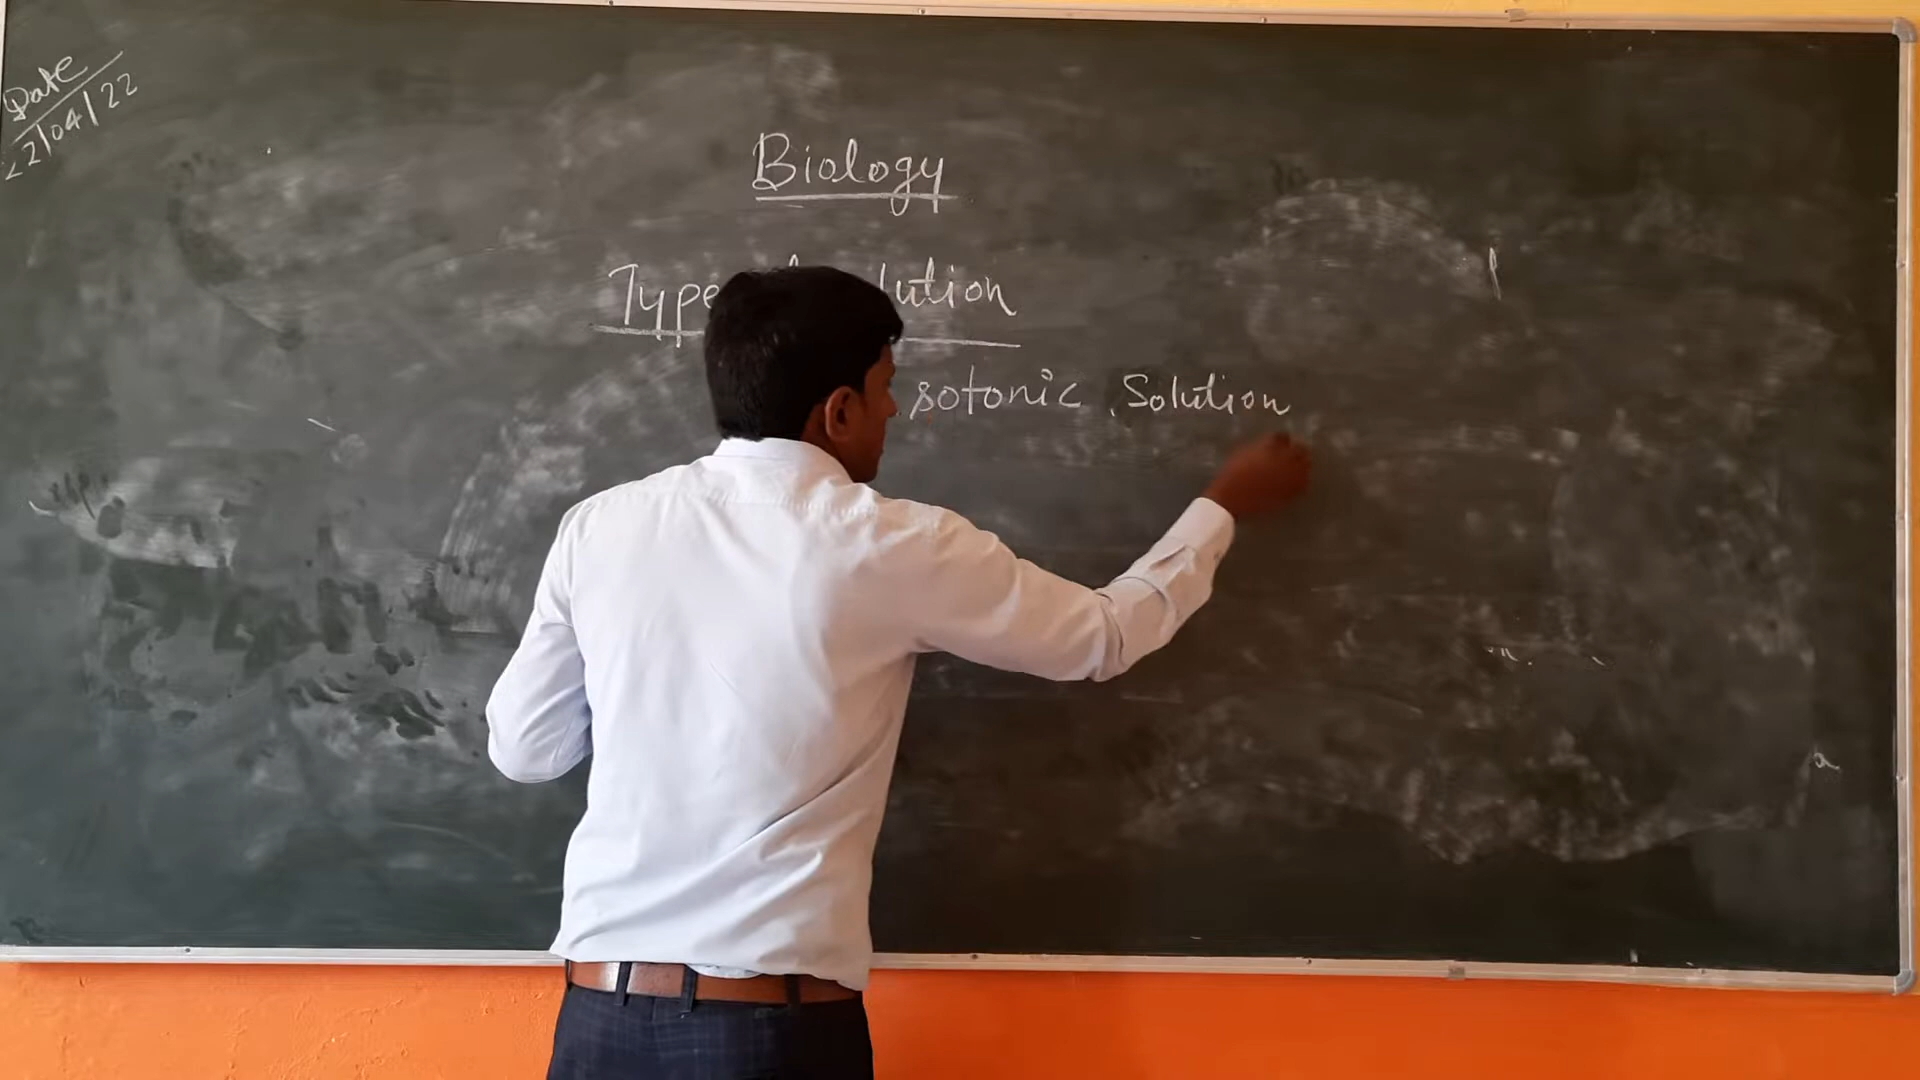 Date
22/04/22
Biology
Type lution
sotonic Solution